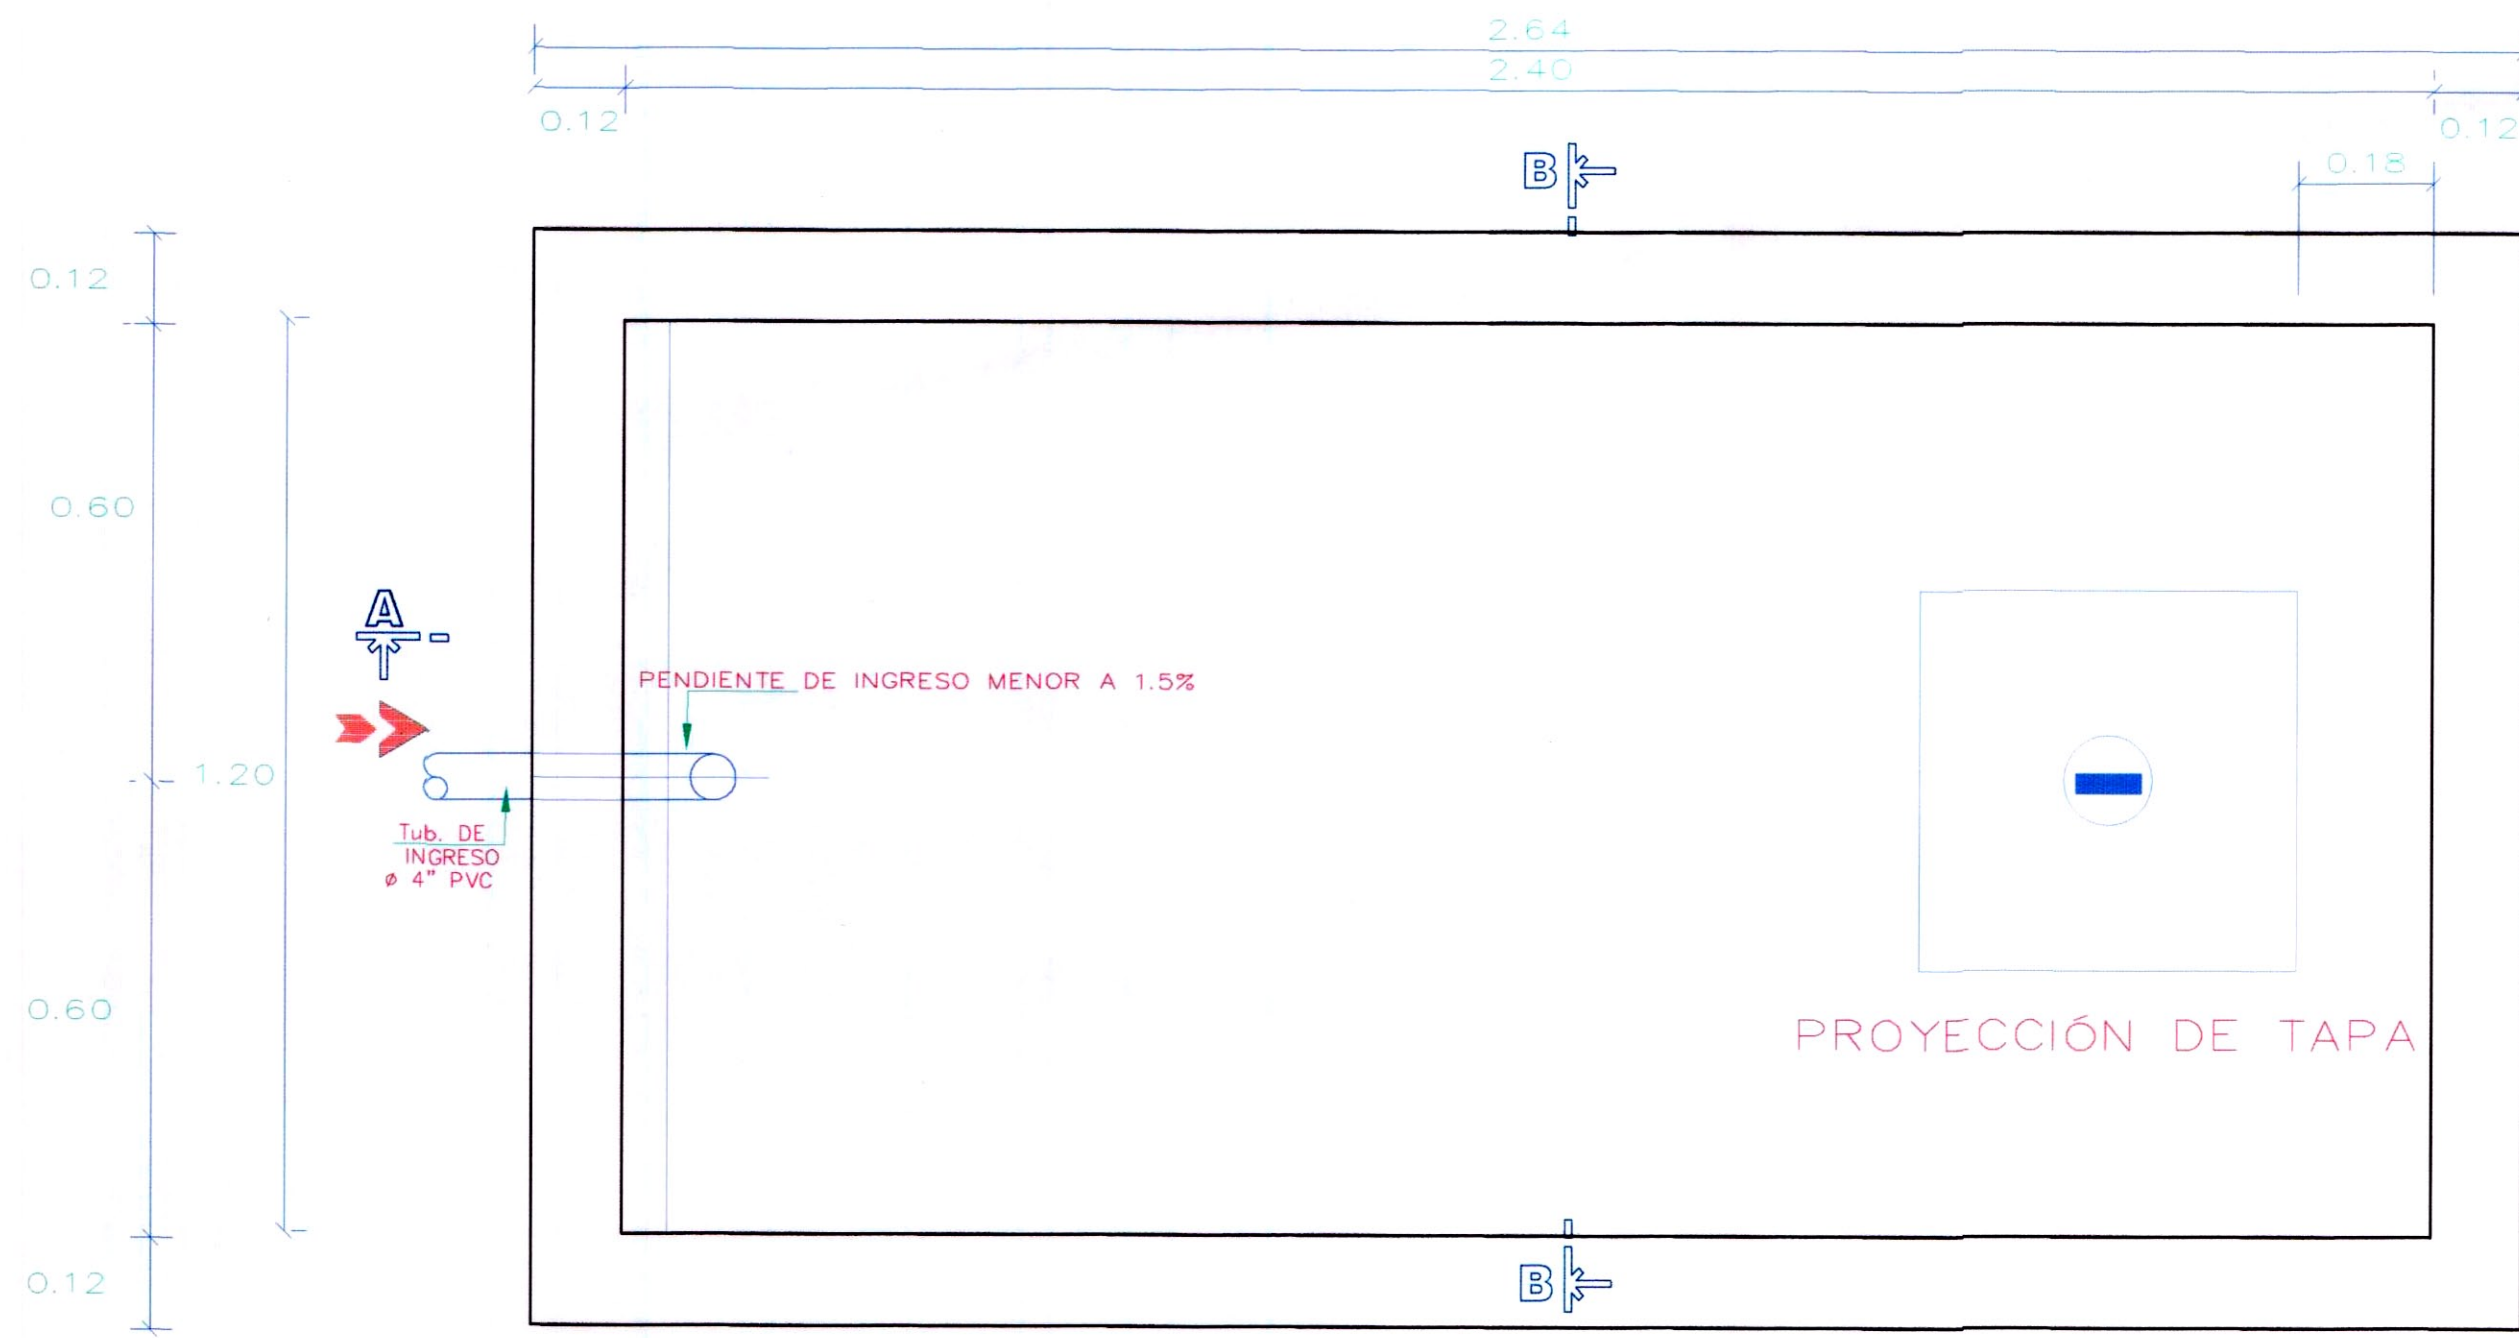 2.64
2.40
0.12
0.12
B
0.18
0.12
0.60
A
PENDIENTE DE INGRESO MENOR A 1.5%
1.20
Tub. DE
INGRESO
ø 4" PVC
0.60
PROYECCIÓN DE TAPA
0.12
B